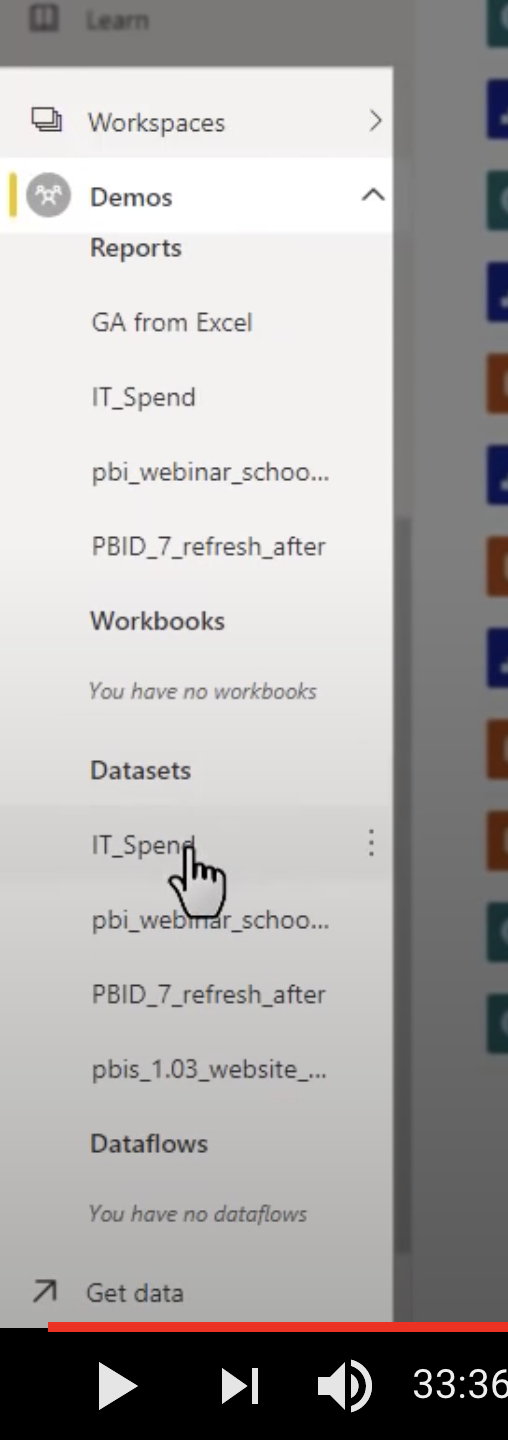 Learn
Workspaces
Demos
Reports
GA from Excel
IT_Spend
pbi_webinar_schoo...
PBID_7_refresh_after
Workbooks
You have no workbooks
Datasets
IT_Spend
pbi_webinar_schoo...
PBID_7_refresh_after
pbis_1.03_website_...
Dataflows
You have no dataflows
Get data
33:36